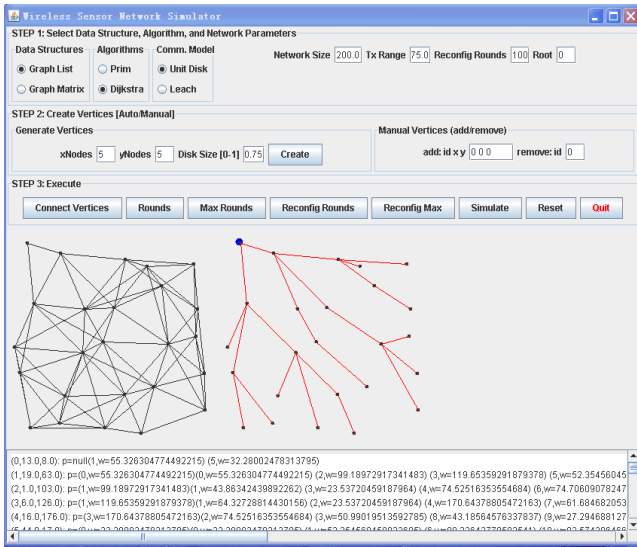 Wireless Sensor Network Simulator
STEP 1: Select Data Structure, Algorithm, and Network Parameters
Data Structures Algorithms Comm. Model
Network Size 200.0 Tx Range 75.0 Reconfig Rounds 100 Root 0
Graph List Prim Unit Disk
Graph Matrix Dijkstra Leach
STEP 2: Create Vertices [Auto/Manual]
Generate Vertices Manual Vertices (add/remove)
xNodes 5 yNodes 5 Disk Size [0-1] 0.75 Create add: id x y 0 0 0 remove: id 0
STEP 3: Execute
Connect Vertices Rounds Max Rounds Reconfig Rounds Reconfig Max Simulate Reset Quit
(0,13.0,8.0): p=null(1,w=55.326304774492215) (5,w=32.28002478313795)
(1,19.0,63.0): p=(0,w=55.326304774492215)(0,w=55.326304774492215) (2,w=99.18972917341483) (3,w=119.65359291879378) (5,w=52.35456045
(2,1.0,103.0): p=(1,w=99.18972917341483)(1,w=43.86342439892262) (3,w=23.53720459187964) (4,w=74.52516353554684) (6,w=74.70609078247
(3,6.0,126.0): p=(1,w=119.65359291879378)(1,w=64.32728814430156) (2,w=23.53720459187964) (4,w=170.64378805472163) (7,w=61.684682053
(4,16.0,176.0): p=(3,w=170.64378805472163)(2,w=74.52516353554684) (3,w=50.99019513592785) (8,w=43.18564576337837) (9,w=27.294688127